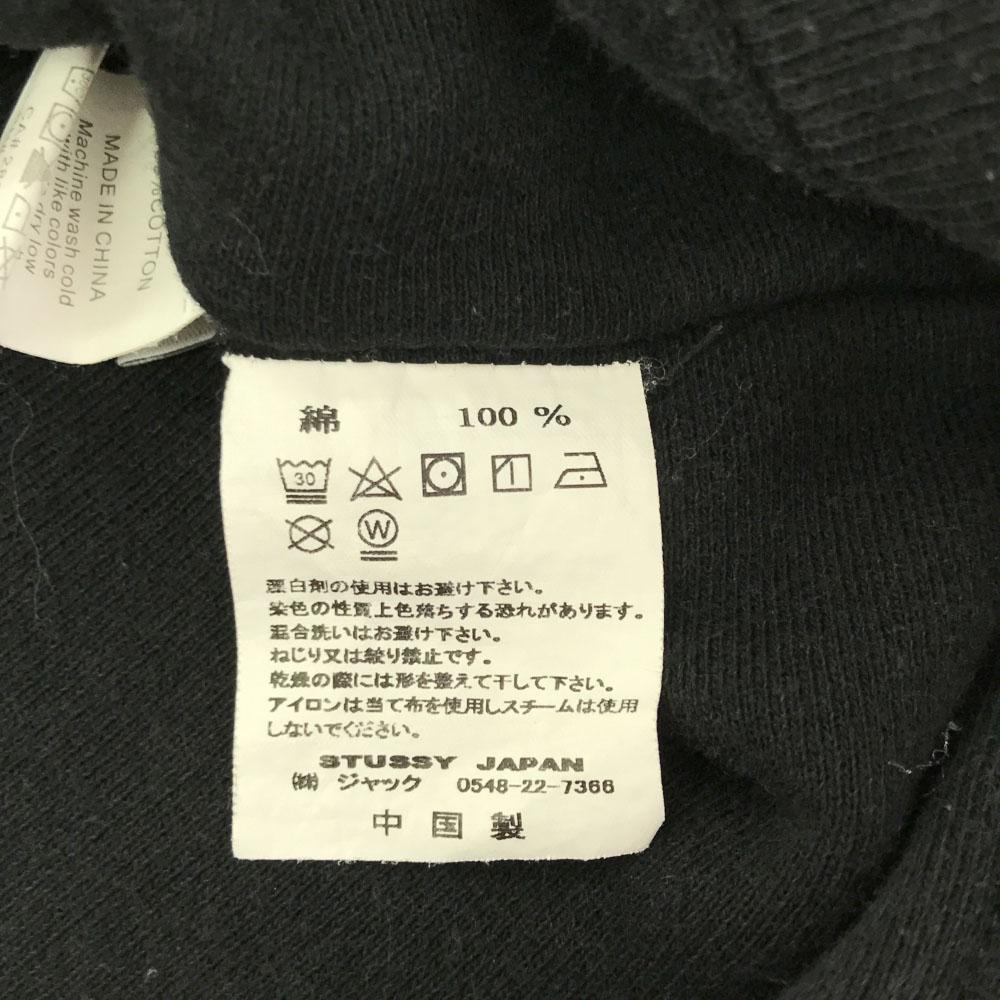 綿 100 %
30
W
漂白剤の使用はお避け下さい。
染色の性質上色落ちする恐れがあります。
混合洗いはお避け下さい。
ねじり又は絞り禁止です。
乾燥の際には形を整えて干して下さい。
アイロンは当て布を使用しスチームは使用
しないでください。
STUSSY JAPAN
㈱ ジャック 0548-22-7366
中国製
%COTTON
MADE IN CHINA
Machine wash cold
with like colors
dry low